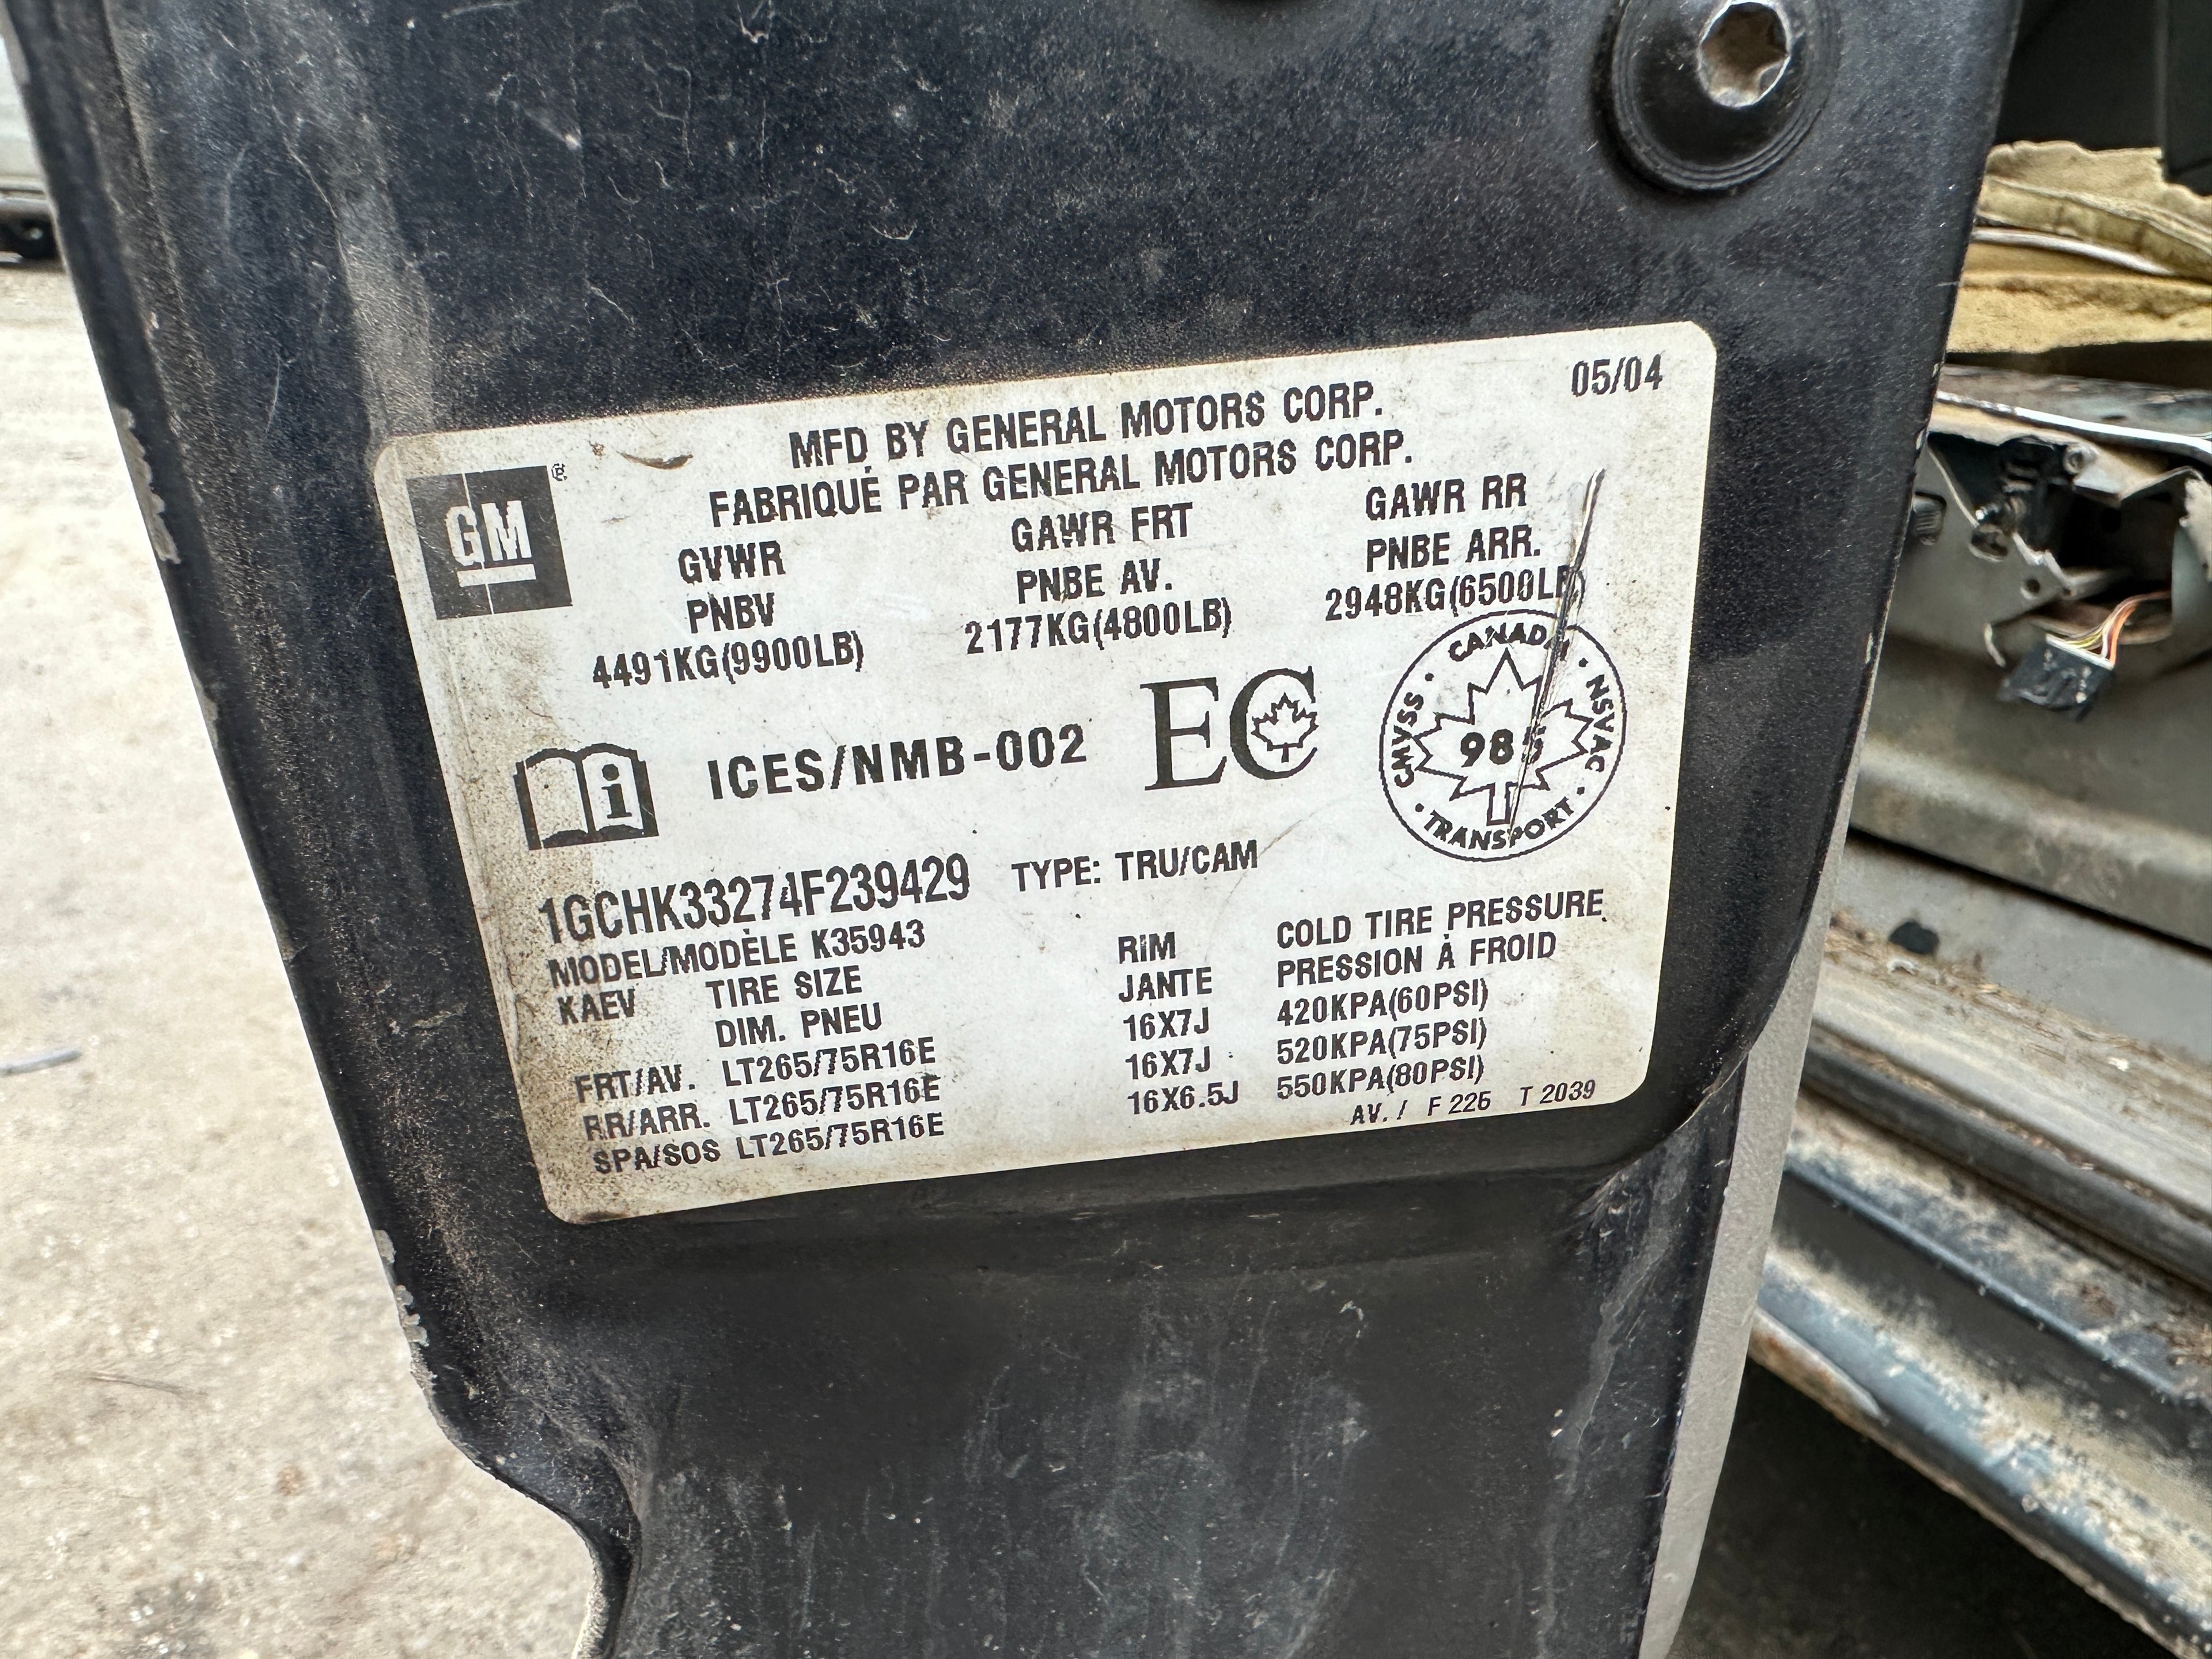 05/04
MFD BY GENERAL MOTORS CORP.
FABRIQUÉ PAR GENERAL MOTORS CORP.
GM ®
GVWR GAWR FRT GAWR RR
PNBV PNBE AV. PNBE ARR.
4491KG(9900LB) 2177KG(4800LB) 2948KG(6500LB)
i ICES/NMB-002 EC
CANADA · NSVAC · TRANSPORT · CMVSS ·
98
1GCHK33274F239429 TYPE: TRU/CAM
MODEL/MODÈLE K35943
KAEV TIRE SIZE RIM COLD TIRE PRESSURE
DIM. PNEU JANTE PRESSION À FROID
FRT/AV. LT265/75R16E 16X7J 420KPA(60PSI)
RR/ARR. LT265/75R16E 16X7J 520KPA(75PSI)
SPA/SOS LT265/75R16E 16X6.5J 550KPA(80PSI)
AV. / F 225 T 2039